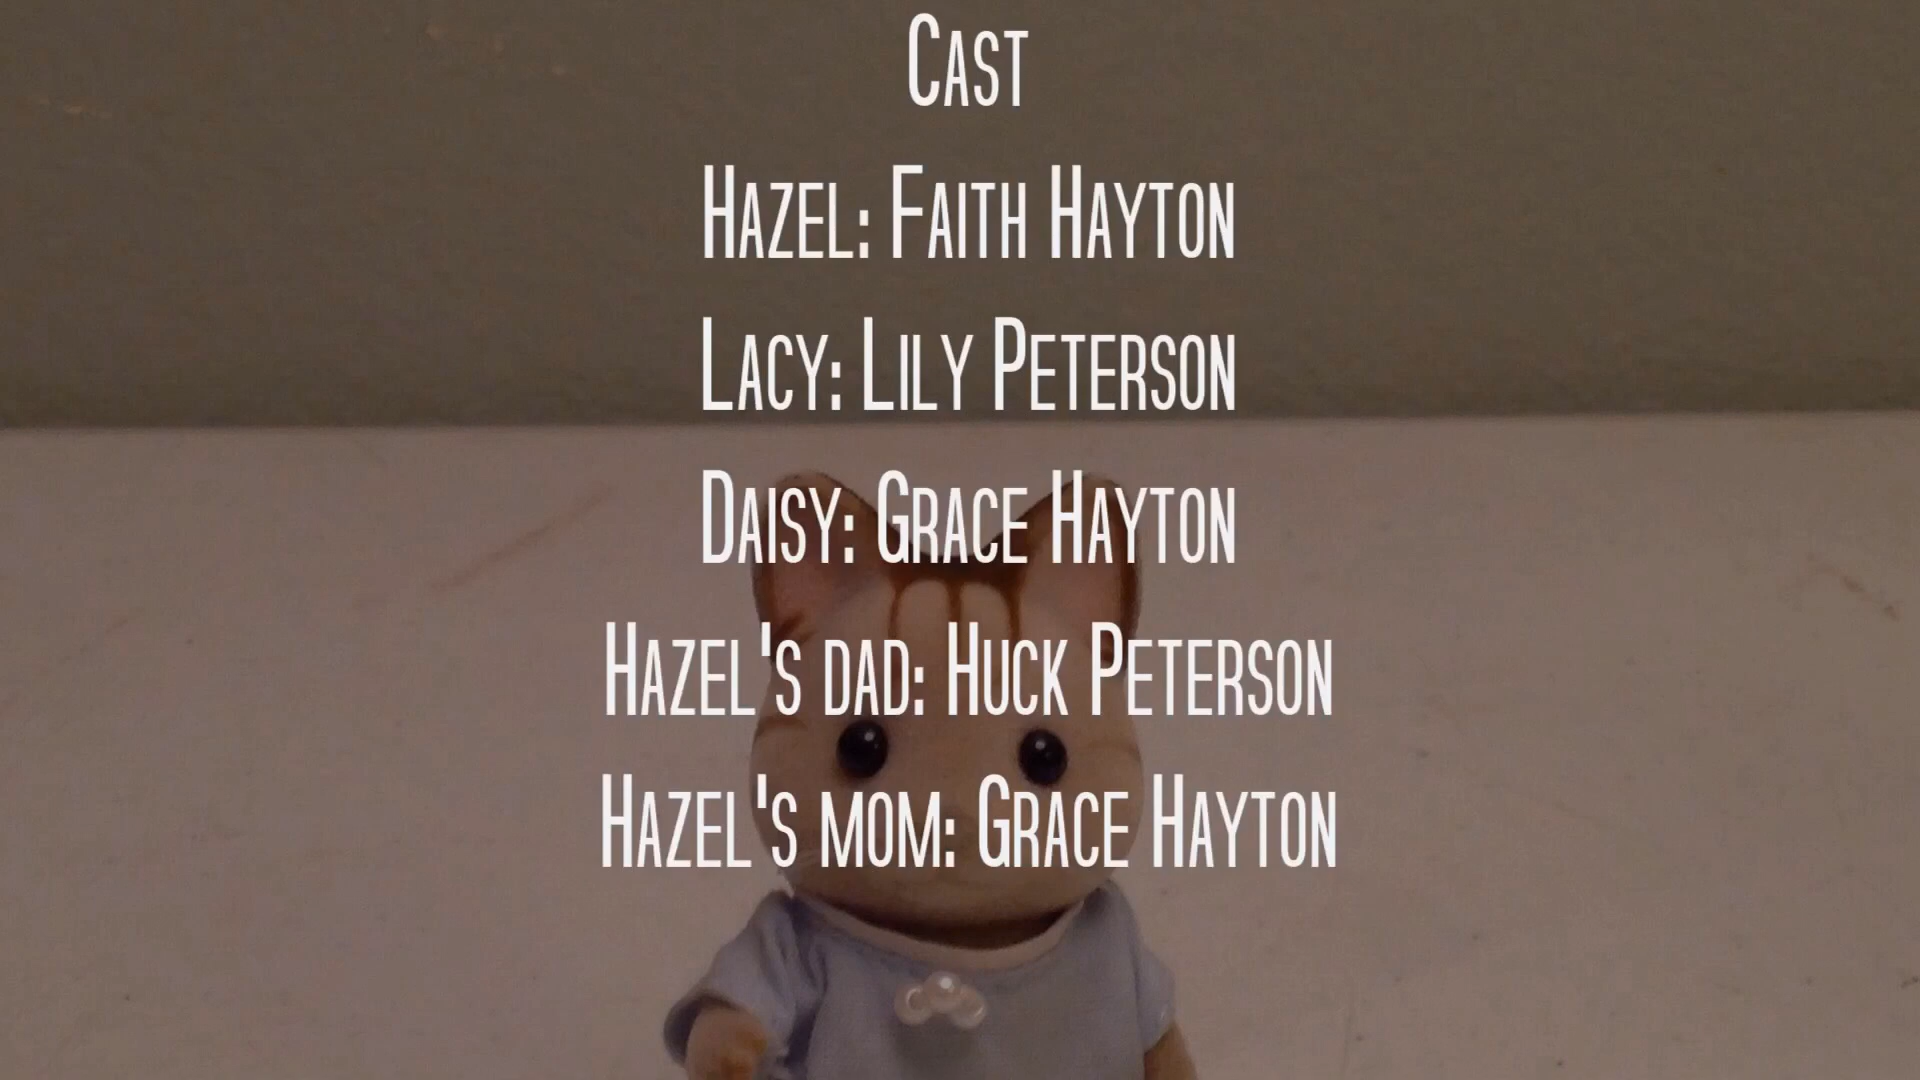 Cast
Hazel: Faith Hayton
Lacy: Lily Peterson
Daisy: Grace Hayton
Hazel's dad: Huck Peterson
Hazel's mom: Grace Hayton